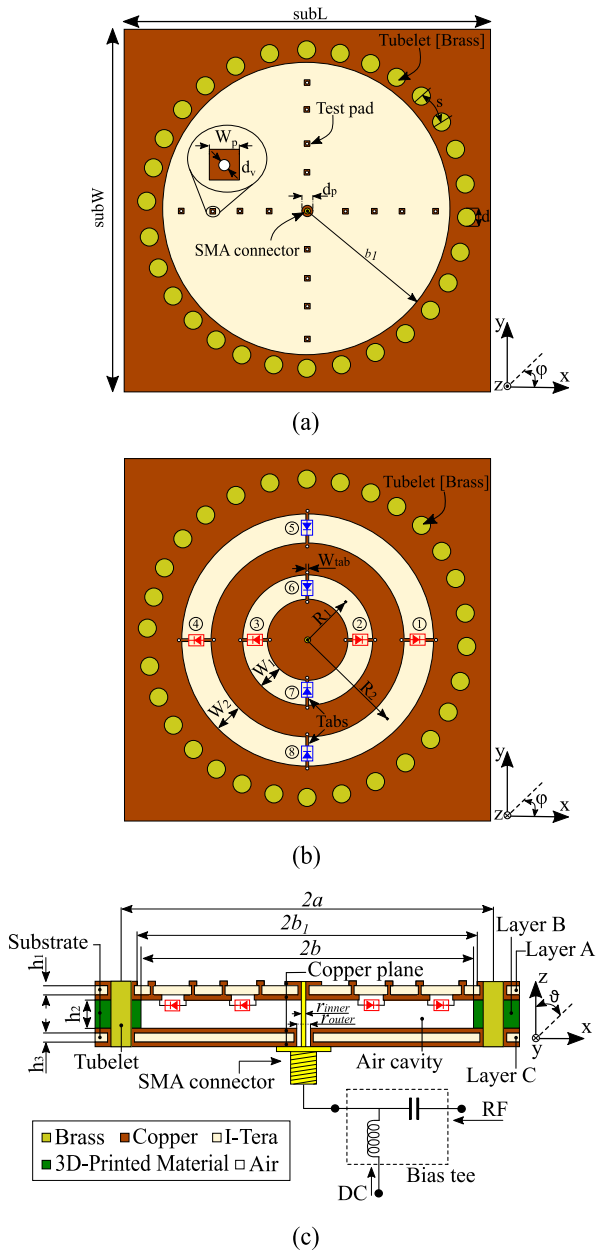 subL
Tubelet [Brass]
s
Test pad
Wp
dv
dp
d
SMA connector
b1
subW
y
φ
z
x
(a)
Tubelet [Brass]
⑤
Wtab
⑥
④
③
②
①
R1
W1
R2
W2
⑦
Tabs
⑧
y
φ
z
x
(b)
2a
2b1
Layer B
Substrate
2b
Layer A
h1
Copper plane
z
ϑ
rinner
h2
router
y
x
h3
Tubelet
Air cavity
SMA connector
Layer C
RF
Brass
Copper
I-Tera
3D-Printed Material
Air
Bias tee
DC
(c)